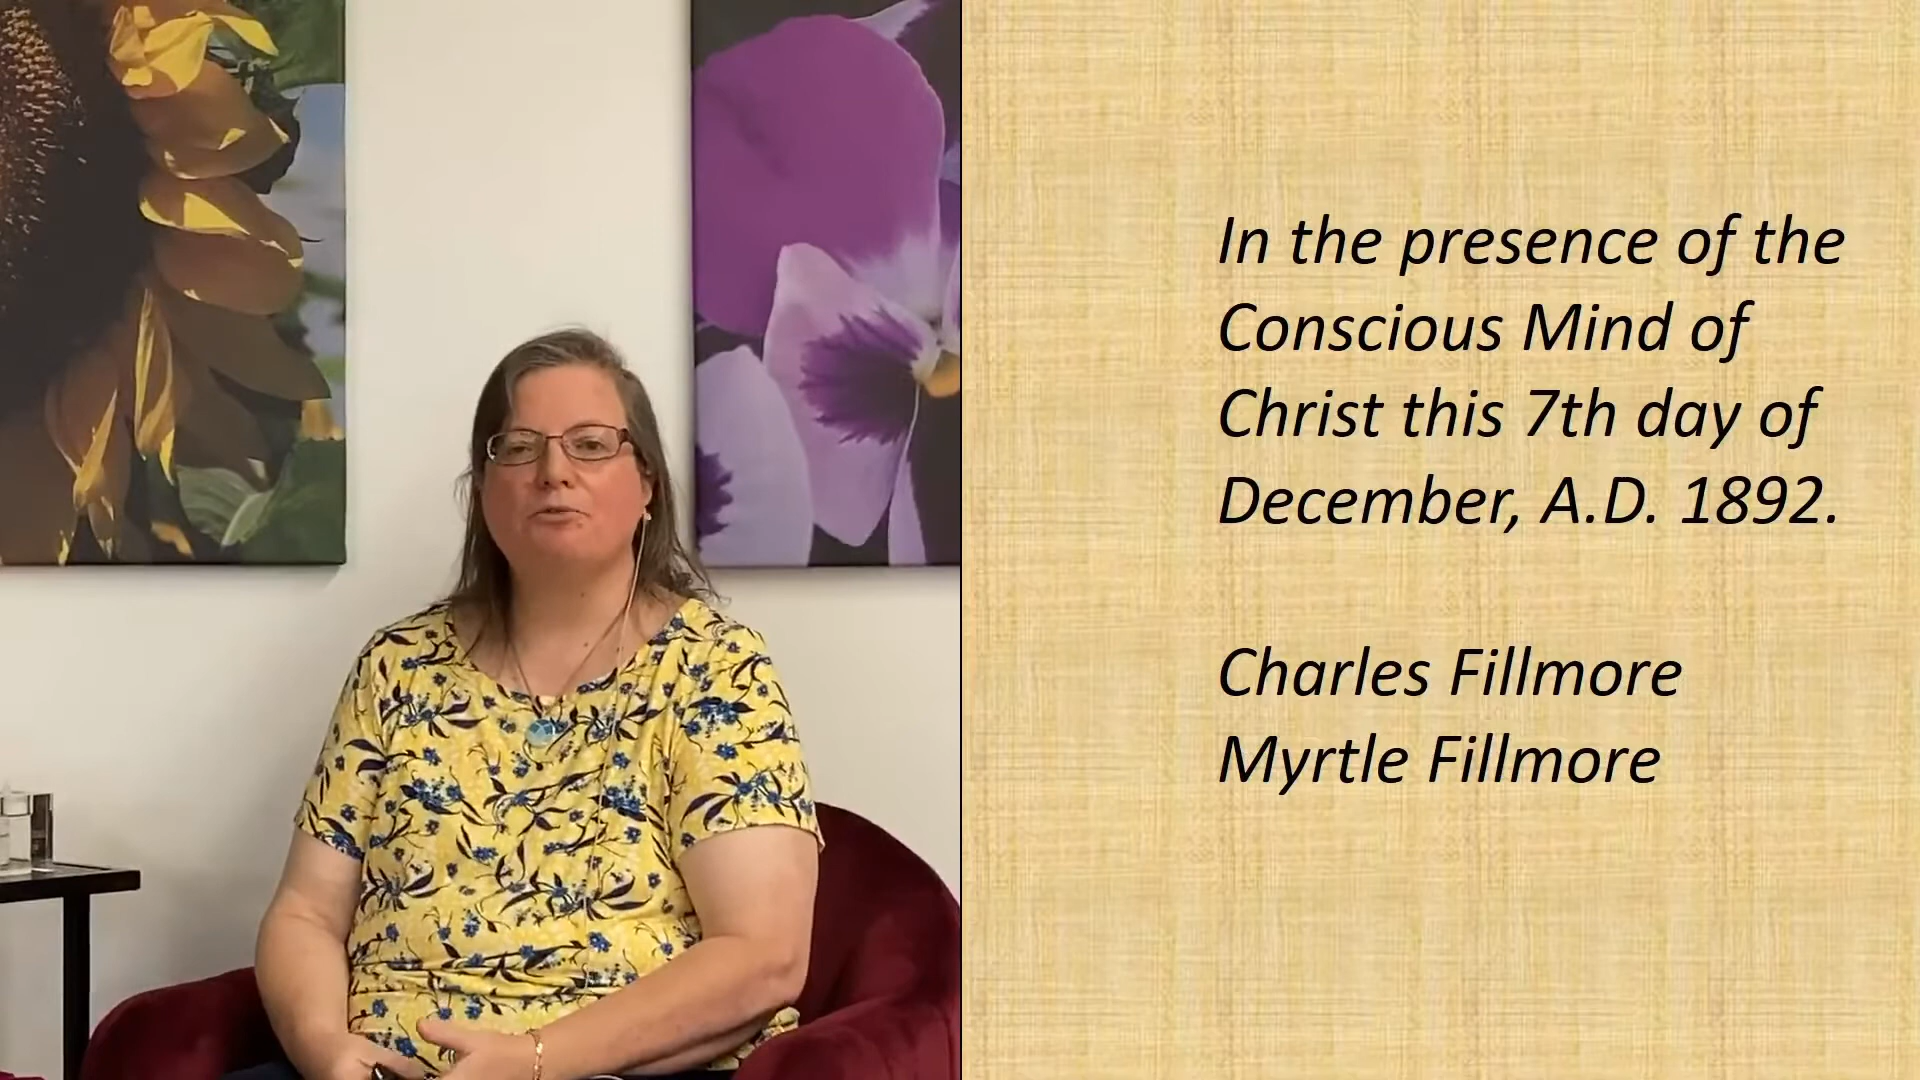 In the presence of the
Conscious Mind of
Christ this 7th day of
December, A.D. 1892.
Charles Fillmore
Myrtle Fillmore